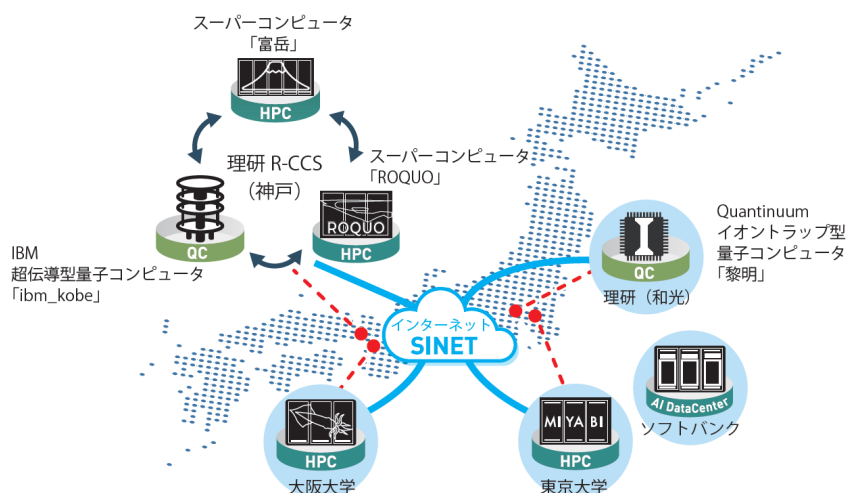 スーパーコンピュータ
「富岳」
HPC
理研 R-CCS
（神戸）
スーパーコンピュータ
「ROQUO」
ROQUO
HPC
QC
IBM
超伝導型量子コンピュータ
「ibm_kobe」
Quantinuum
イオントラップ型
量子コンピュータ
「黎明」
QC
理研（和光）
インターネット
SINET
AI DataCenter
ソフトバンク
HPC
大阪大学
MIYABI
HPC
東京大学